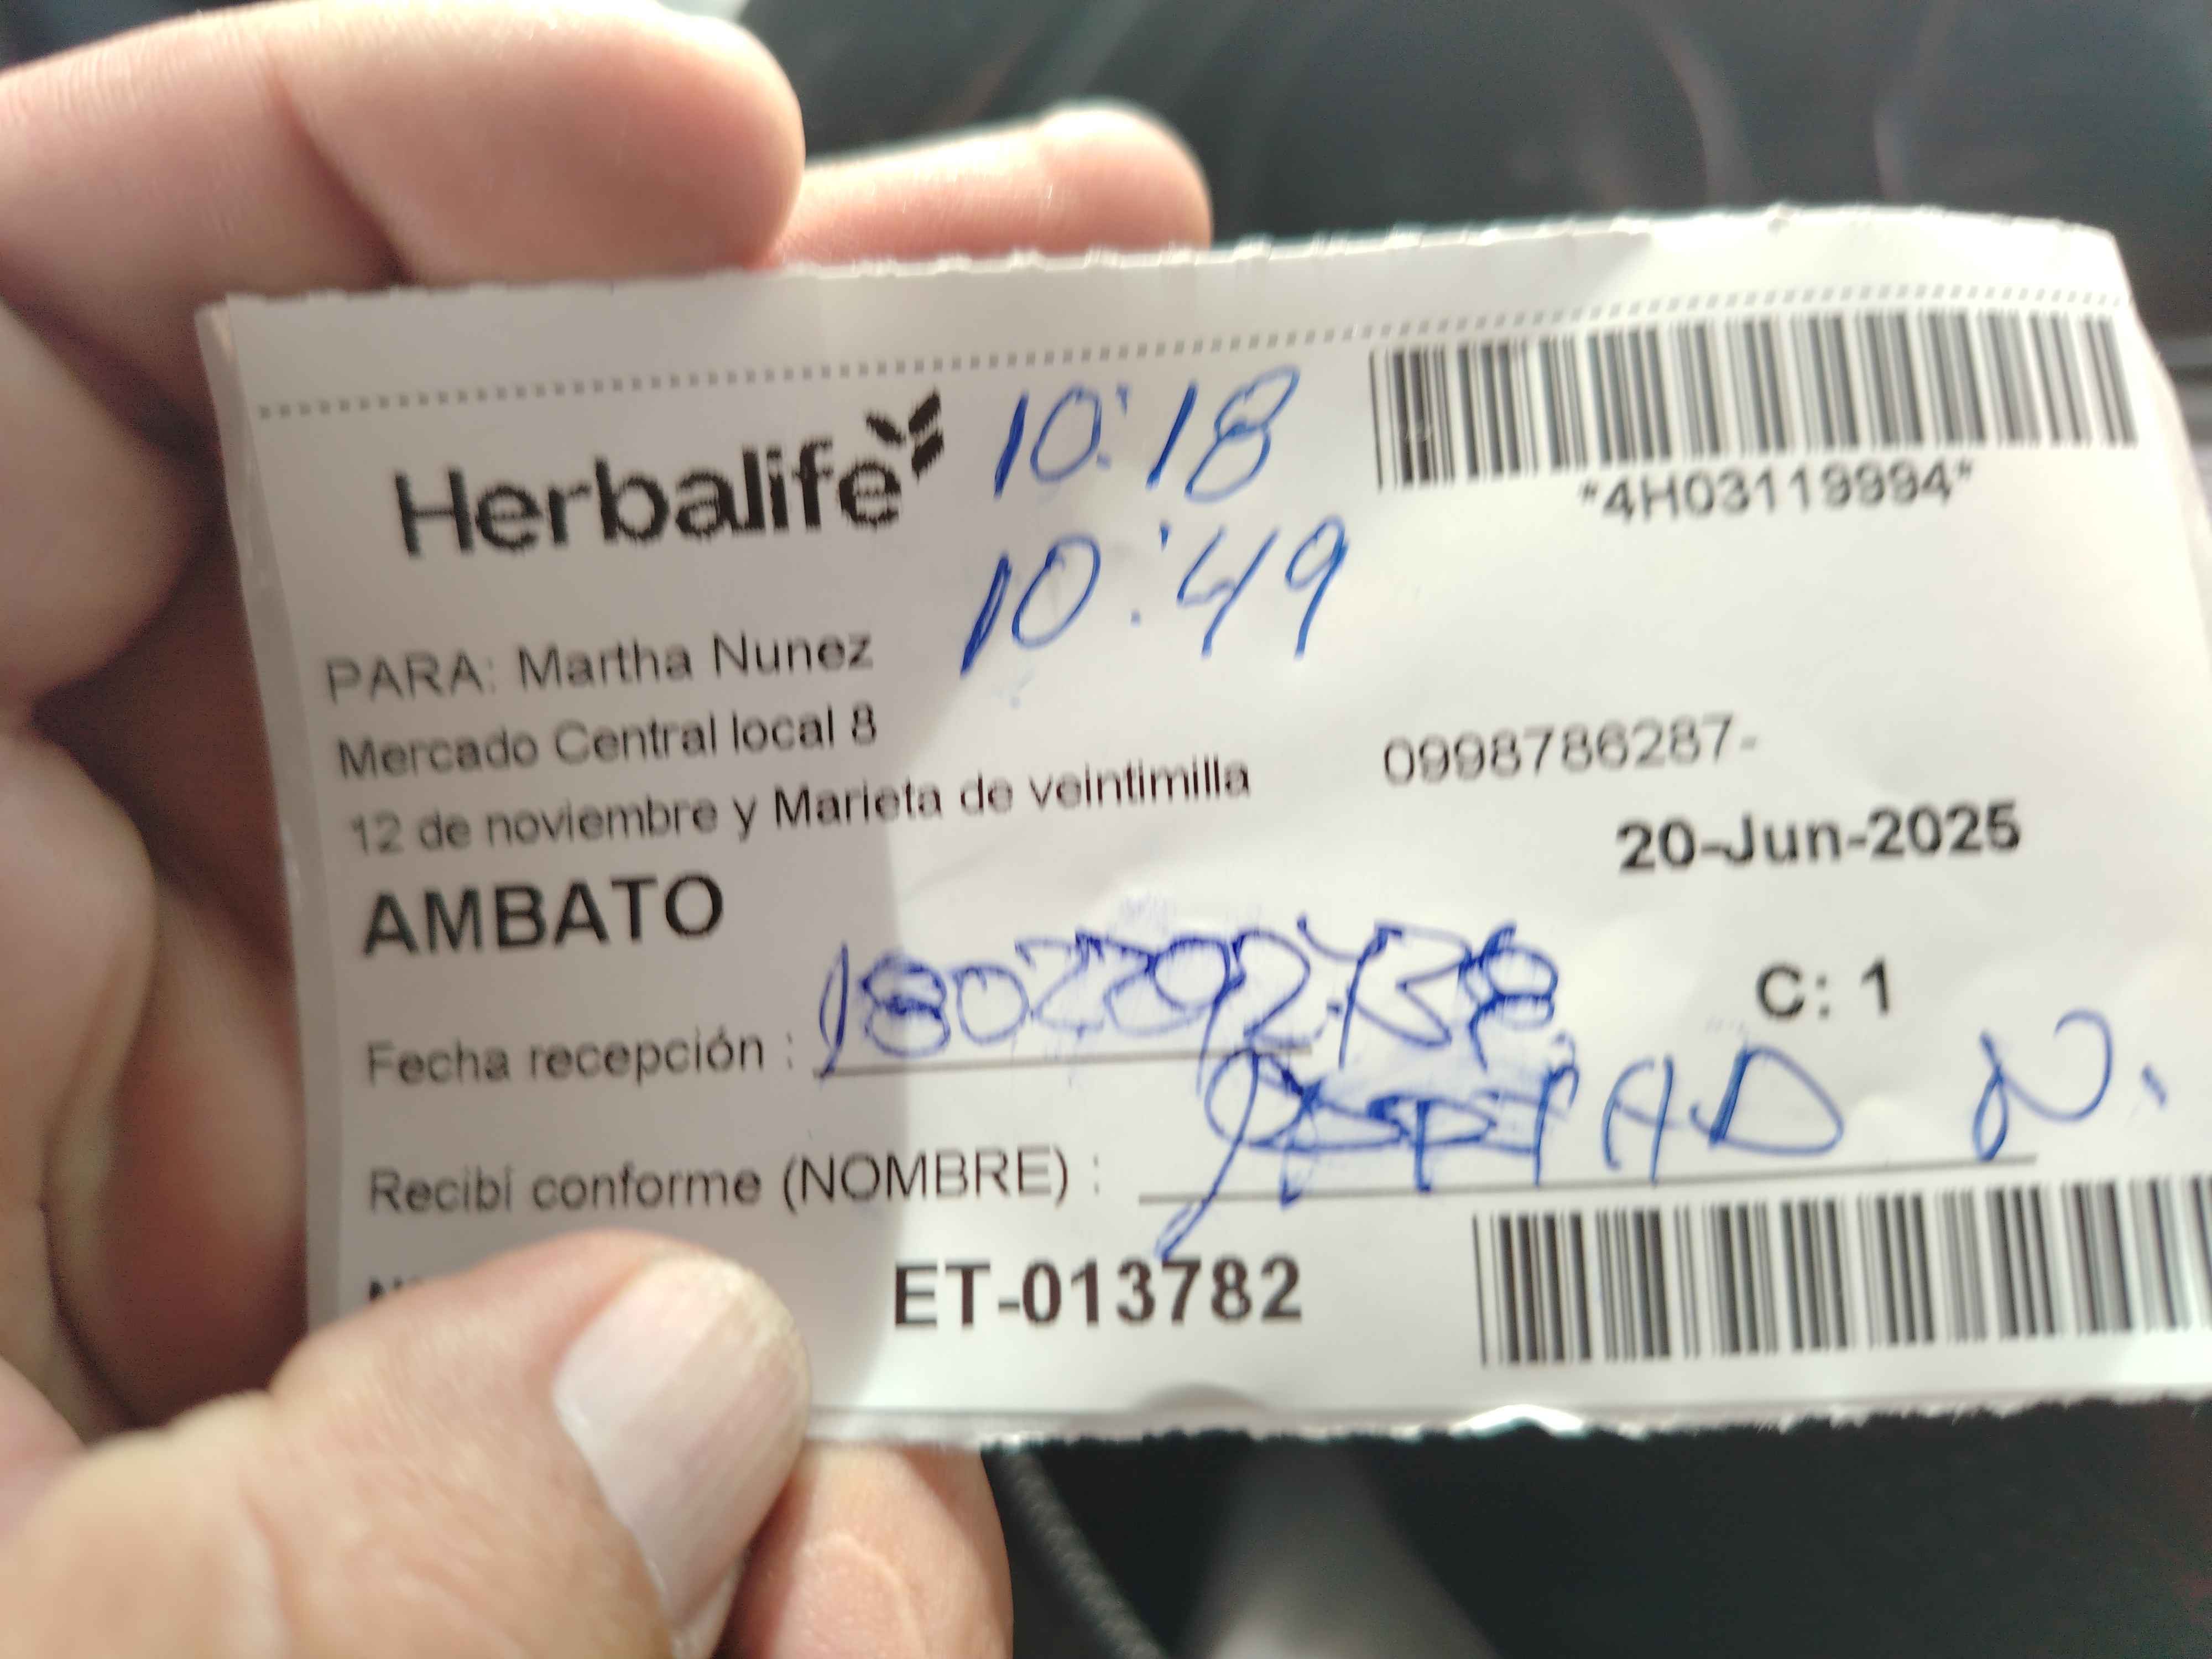 Herbalife
10:18
10:49
*4H03119994*
PARA: Martha Nunez
Mercado Central local 8
0998786287-
12 de noviembre y Marieta de veintimilla
20-Jun-2025
AMBATO
C: 1
Fecha recepción :
Recibí conforme (NOMBRE) :
N.
ET-013782